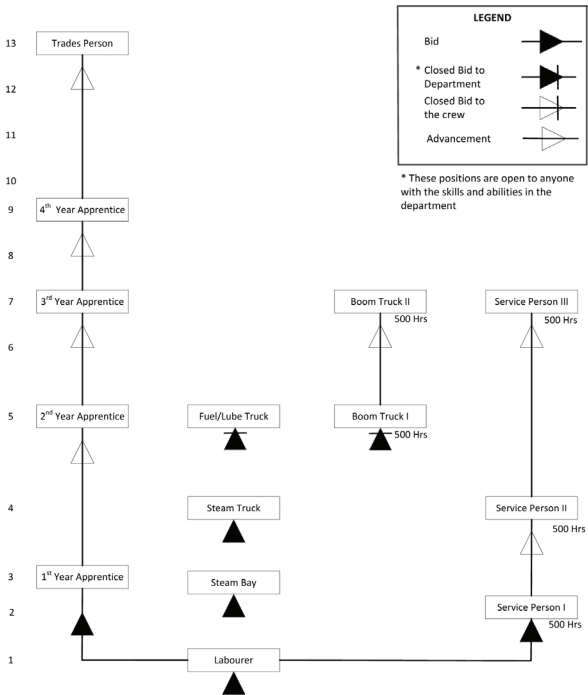 LEGEND
Bid
* Closed Bid to
Department
Closed Bid to
the crew
Advancement
* These positions are open to anyone
with the skills and abilities in the
department
13 Trades Person
12
11
10
9 4th Year Apprentice
8
7 3rd Year Apprentice Boom Truck II Service Person III
500 Hrs 500 Hrs
6
5 2nd Year Apprentice Fuel/Lube Truck Boom Truck I
500 Hrs
4 Steam Truck Service Person II
500 Hrs
3 1st Year Apprentice Steam Bay
2 Service Person I
500 Hrs
1 Labourer